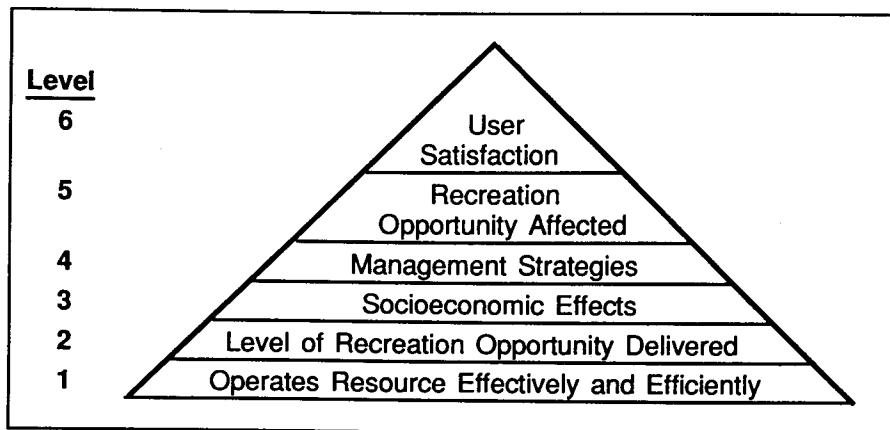 Level
6
User
Satisfaction
5
Recreation
Opportunity Affected
4
Management Strategies
3
Socioeconomic Effects
2
Level of Recreation Opportunity Delivered
1
Operates Resource Effectively and Efficiently